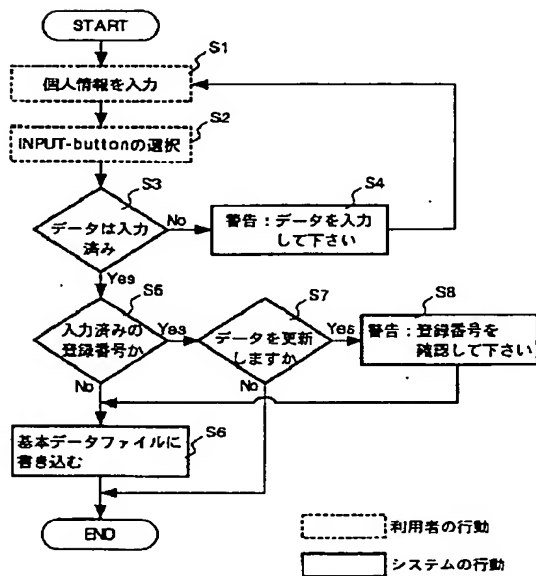 START
S1
個人情報を入力
S2
INPUT-buttonの選択
S3
データは入力
済み
No
S4
警告：データを入力
して下さい
Yes
S5
入力済みの
登録番号か
Yes
S7
データを更新
しますか
Yes
S8
警告：登録番号を
確認して下さい
No
No
S6
基本データファイルに
書き込む
END
利用者の行動
システムの行動